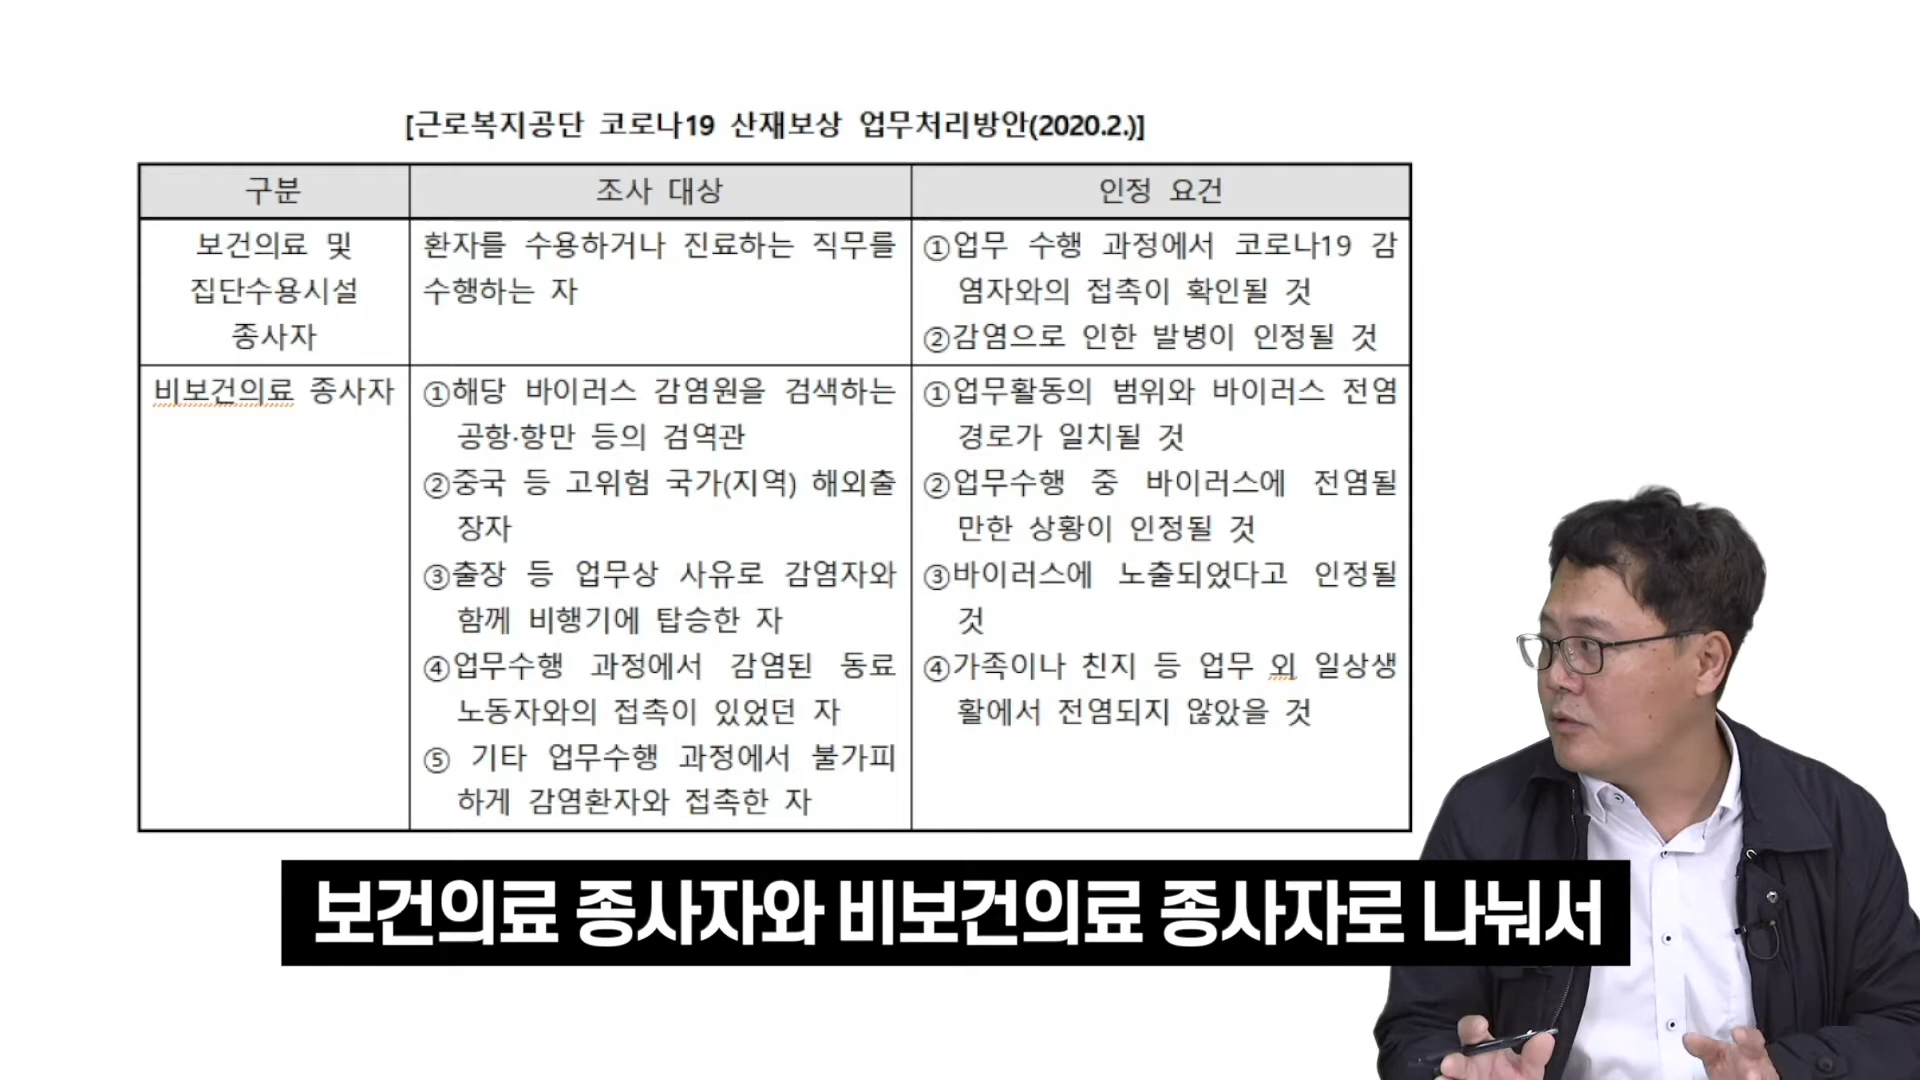 [근로복지공단 코로나19 산재보상 업무처리방안(2020.2.)]
구분
조사 대상
인정 요건
보건의료 및
집단수용시설
종사자
환자를 수용하거나 진료하는 직무를
수행하는 자
①업무 수행 과정에서 코로나19 감
염자와의 접촉이 확인될 것
②감염으로 인한 발병이 인정될 것
비보건의료 종사자
①해당 바이러스 감염원을 검색하는
공항·항만 등의 검역관
②중국 등 고위험 국가(지역) 해외출
장자
③출장 등 업무상 사유로 감염자와
함께 비행기에 탑승한 자
④업무수행 과정에서 감염된 동료
노동자와의 접촉이 있었던 자
⑤ 기타 업무수행 과정에서 불가피
하게 감염환자와 접촉한 자
①업무활동의 범위와 바이러스 전염
경로가 일치될 것
②업무수행 중 바이러스에 전염될
만한 상황이 인정될 것
③바이러스에 노출되었다고 인정될
것
④가족이나 친지 등 업무 외 일상생
활에서 전염되지 않았을 것
보건의료 종사자와 비보건의료 종사자로 나눠서